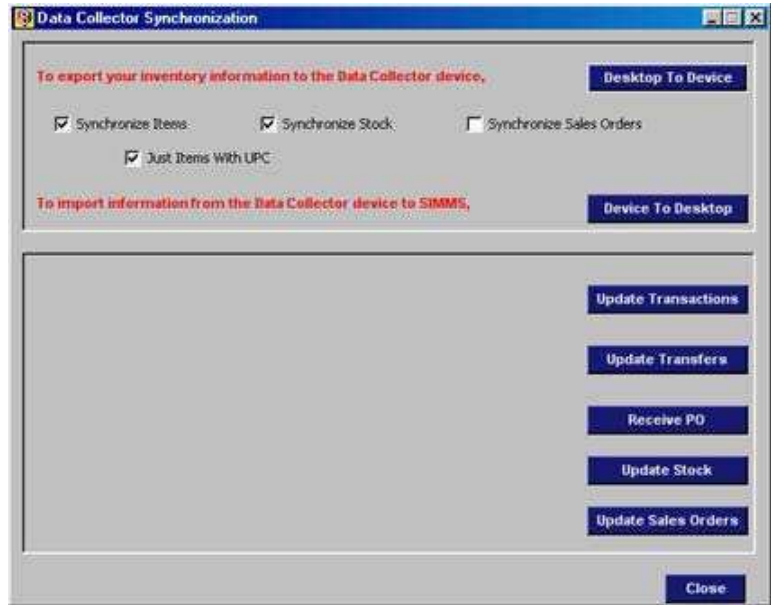 Data Collector Synchronization
To export your inventory information to the Data Collector device,
Desktop To Device
Synchronize Items
Synchronize Stock
Synchronize Sales Orders
Just Items With UPC
To import information from the Data Collector device to SIMMS,
Device To Desktop
Update Transactions
Update Transfers
Receive PO
Update Stock
Update Sales Orders
Close